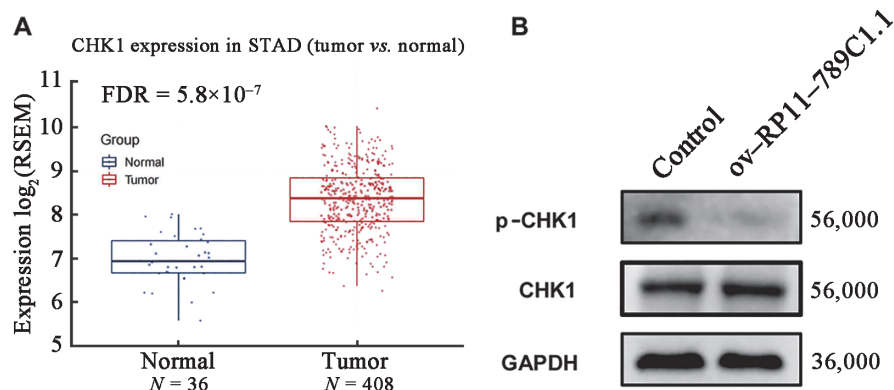 A
CHK1 expression in STAD (tumor vs. normal)
Expression log₂(RSEM)
11
10
9
8
7
6
5
FDR = 5.8×10⁻⁷
Group
Normal
Tumor
Normal
N = 36
Tumor
N = 408
B
Control
ov–RP11–789C1.1
p-CHK1
56,000
CHK1
56,000
GAPDH
36,000